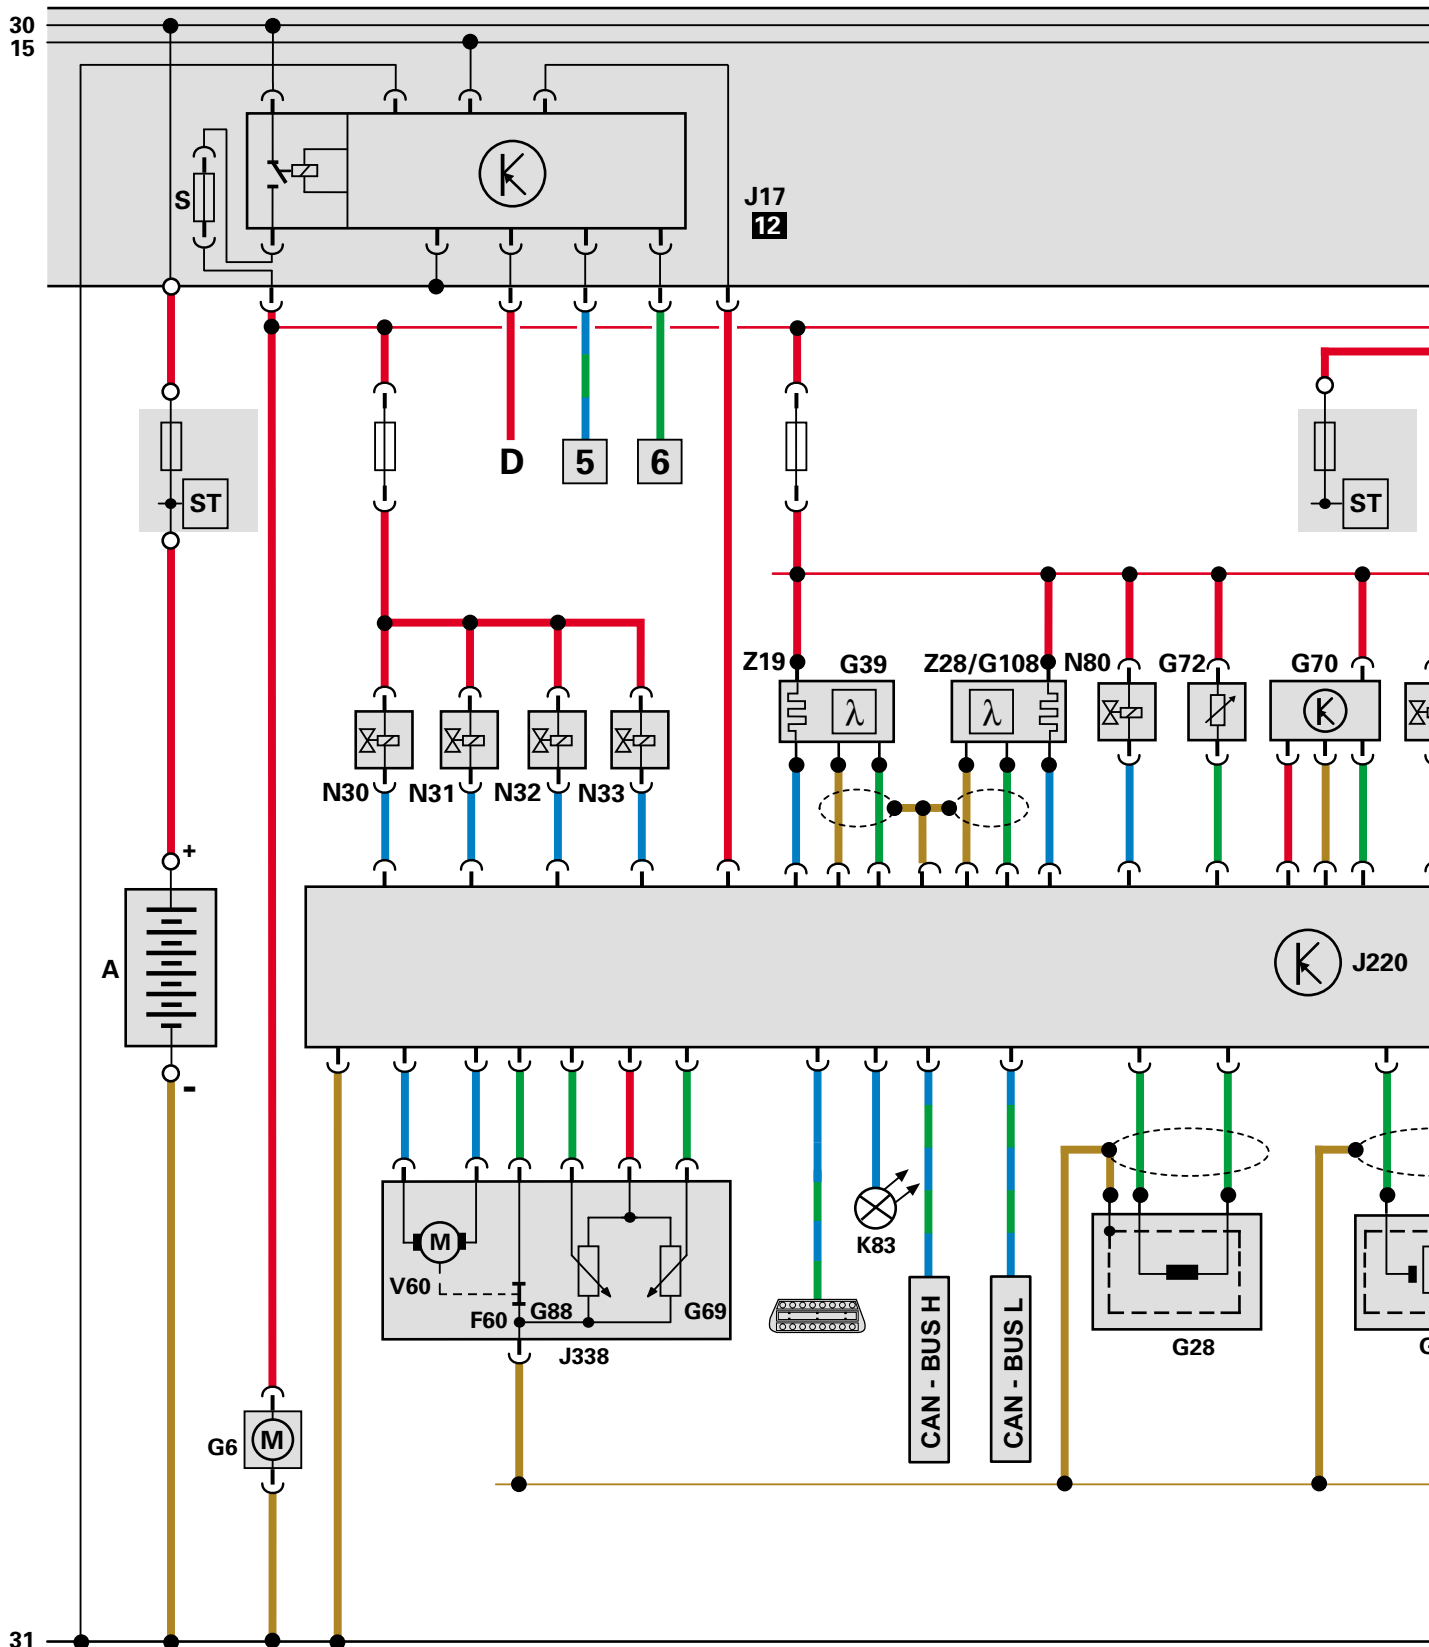 30
15
S
J17
12
D
5
6
ST
ST
Z19
G39
Z28/G108
N80
G72
G70
λ
λ
N30
N31
N32
N33
+
A
J220
-
M
V60
F60
G88
G69
J338
K83
CAN - BUS H
CAN - BUS L
G28
G6
M
31